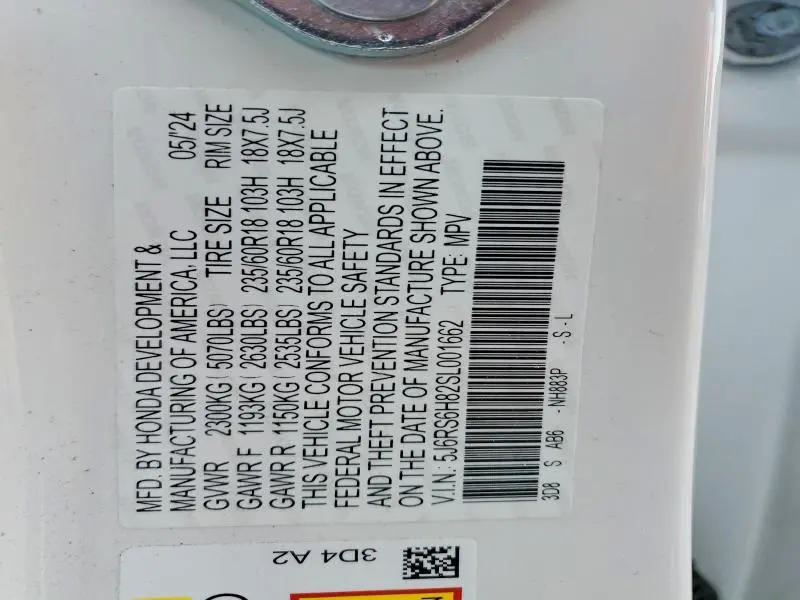 MFD. BY HONDA DEVELOPMENT &
MANUFACTURING OF AMERICA, LLC 05/'24
GVWR 2300KG ( 5070LBS) TIRE SIZE RIM SIZE
GAWR F 1193KG ( 2630LBS) 235/60R18 103H 18X7.5J
GAWR R 1150KG ( 2535LBS) 235/60R18 103H 18X7.5J
THIS VEHICLE CONFORMS TO ALL APPLICABLE
FEDERAL MOTOR VEHICLE SAFETY
AND THEFT PREVENTION STANDARDS IN EFFECT
ON THE DATE OF MANUFACTURE SHOWN ABOVE.
V.I.N.: 5J6RS6H82SL001662 TYPE: MPV
3D8 S AB6 -NH883P -S-L
3D4 A2